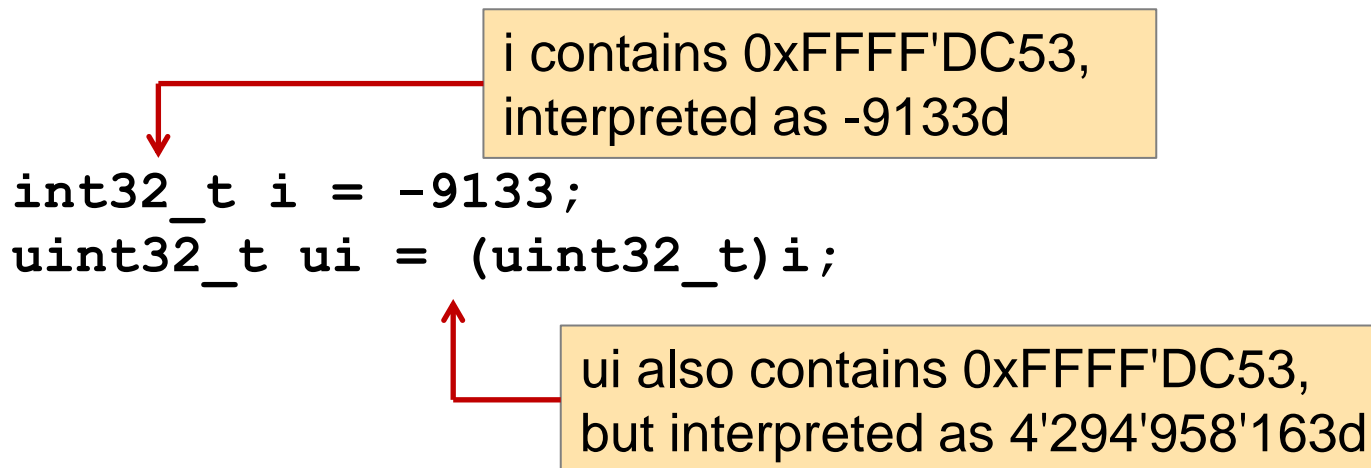 i contains 0xFFFF'DC53,
interpreted as -9133d
int32_t i = -9133;
uint32_t ui = (uint32_t)i;
ui also contains 0xFFFF'DC53,
but interpreted as 4'294'958'163d